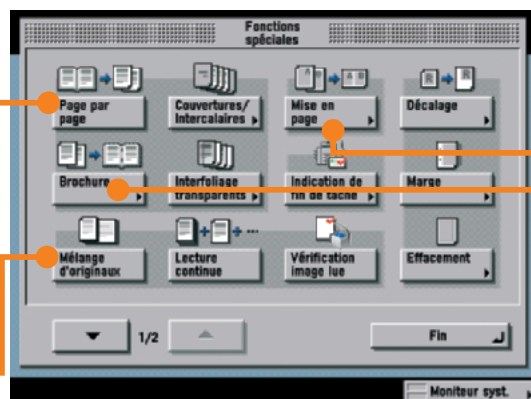 Fonctions
spéciales
Page par
page
Couvertures/
Intercalaires
Mise en
page
Décalage
Brochure
Interfoliage
transparents
Indication de
fin de tâche
Marge
Mélange
d'originaux
Lecture
continue
Vérification
image lue
Effacement
1/2
Fin
Moniteur syst.